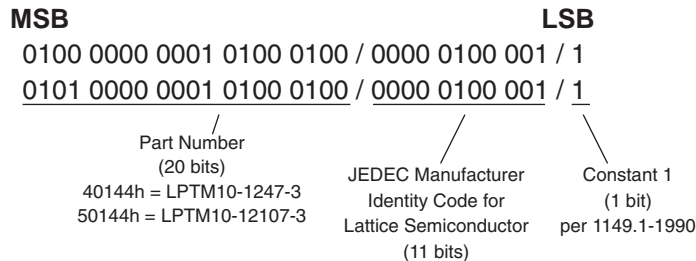 MSB LSB
0100 0000 0001 0100 0100 / 0000 0100 001 / 1
0101 0000 0001 0100 0100 / 0000 0100 001 / 1
Part Number
(20 bits)
40144h = LPTM10-1247-3
50144h = LPTM10-12107-3
JEDEC Manufacturer
Identity Code for
Lattice Semiconductor
(11 bits)
Constant 1
(1 bit)
per 1149.1-1990